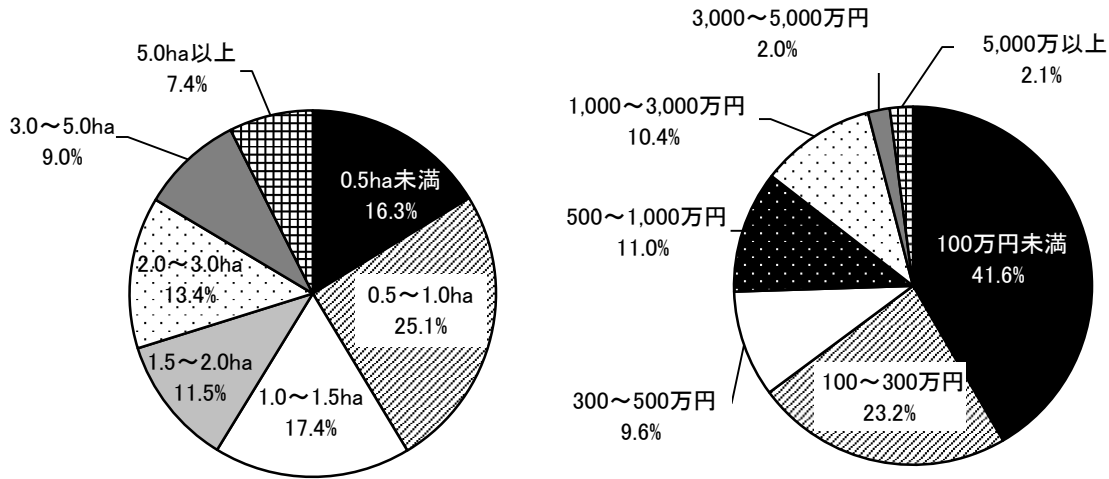 5.0ha以上
7.4%
3.0～5.0ha
9.0%
0.5ha未満
16.3%
2.0～3.0ha
13.4%
0.5～1.0ha
25.1%
1.5～2.0ha
11.5%
1.0～1.5ha
17.4%
3,000～5,000万円
2.0%
5,000万以上
2.1%
1,000～3,000万円
10.4%
500～1,000万円
11.0%
100万円未満
41.6%
300～500万円
9.6%
100～300万円
23.2%